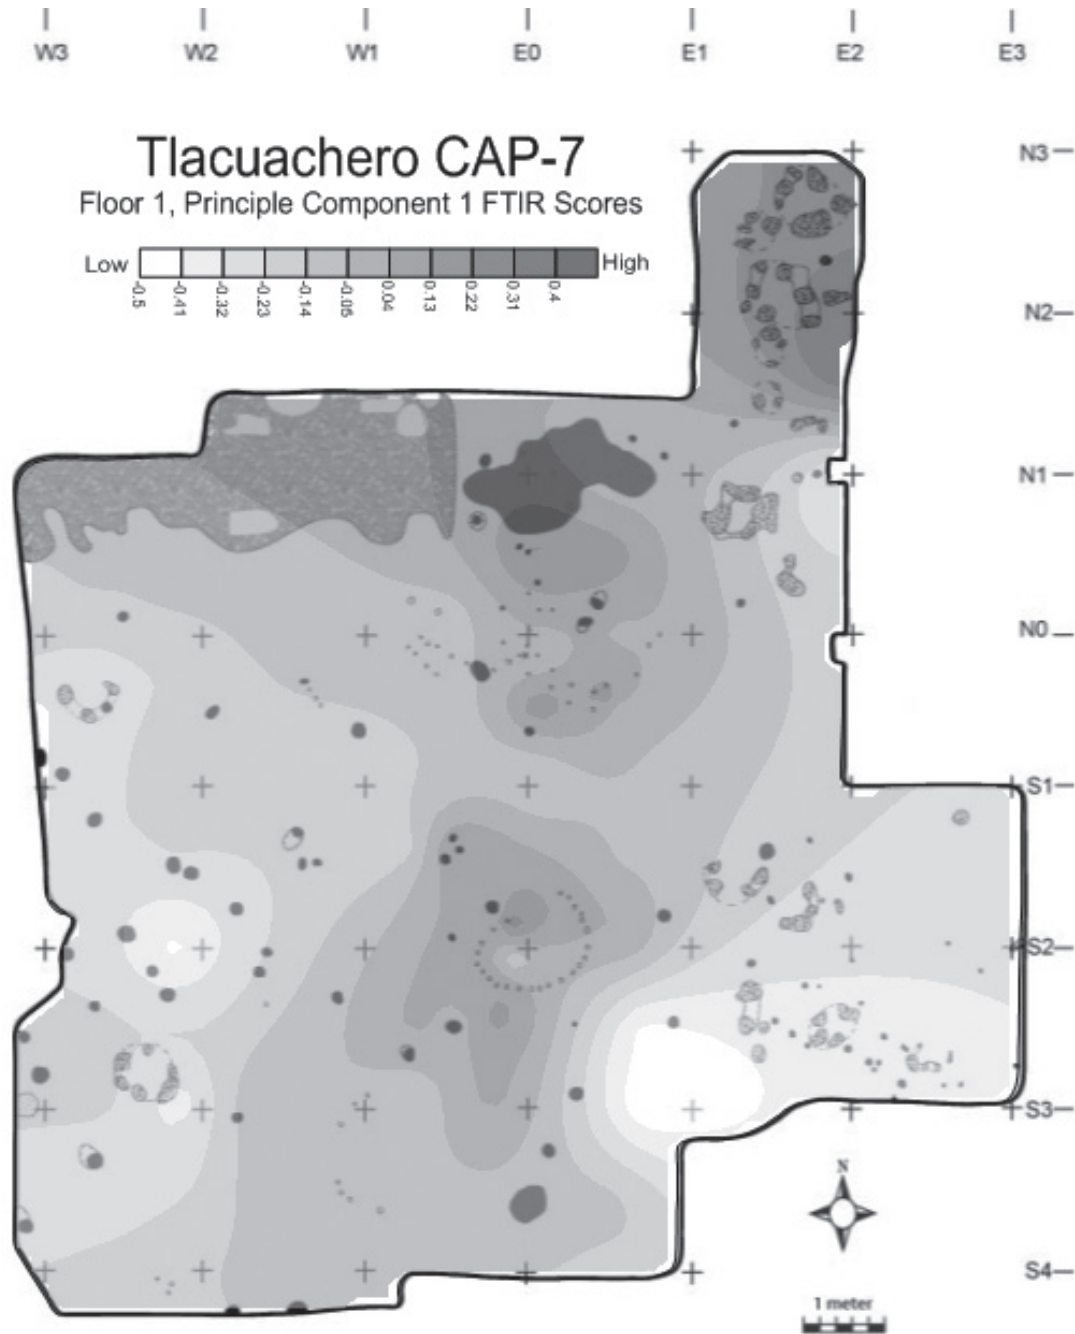 W3 W2 W1 E0 E1 E2 E3
Tlacuachero CAP-7
Floor 1, Principle Component 1 FTIR Scores
Low High
-0.5 -0.41 -0.32 -0.23 -0.14 -0.05 0.04 0.13 0.22 0.31 0.4
N3
N2
N1
N0
S1
S2
S3
N
S4
1 meter